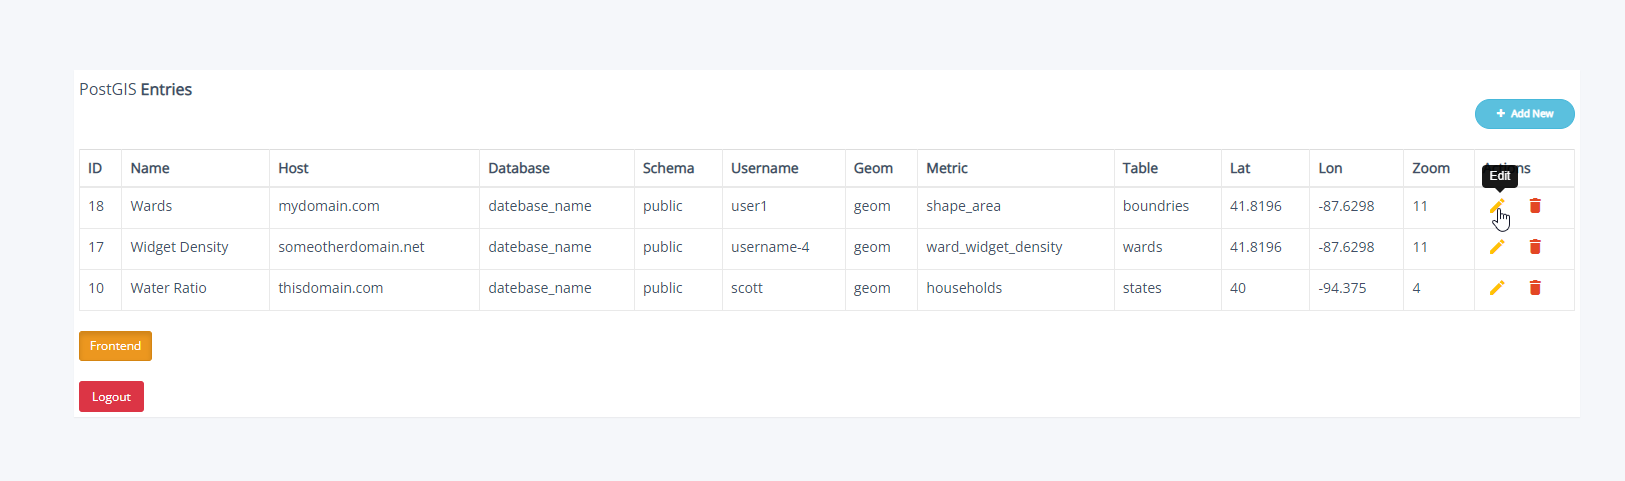 PostGIS Entries
+ Add New
ID Name Host Database Schema Username Geom Metric Table Lat Lon Zoom Actions
Edit
18 Wards mydomain.com datebase_name public user1 geom shape_area boundries 41.8196 -87.6298 11
17 Widget Density someotherdomain.net datebase_name public username-4 geom ward_widget_density wards 41.8196 -87.6298 11
10 Water Ratio thisdomain.com datebase_name public scott geom households states 40 -94.375 4
Frontend
Logout